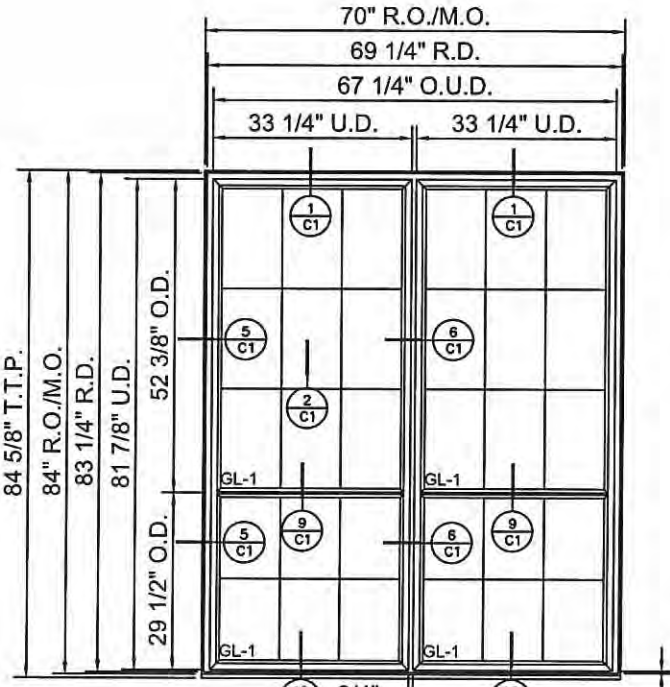 70" R.O./M.O.
69 1/4" R.D.
67 1/4" O.U.D.
33 1/4" U.D. 33 1/4" U.D.
84 5/8" T.T.P.
84" R.O./M.O.
83 1/4" R.D.
81 7/8" U.D.
52 3/8" O.D.
29 1/2" O.D.
1
C1
1
C1
5
C1
6
C1
2
C1
GL-1 GL-1
9
C1
9
C1
5
C1
6
C1
GL-1 GL-1